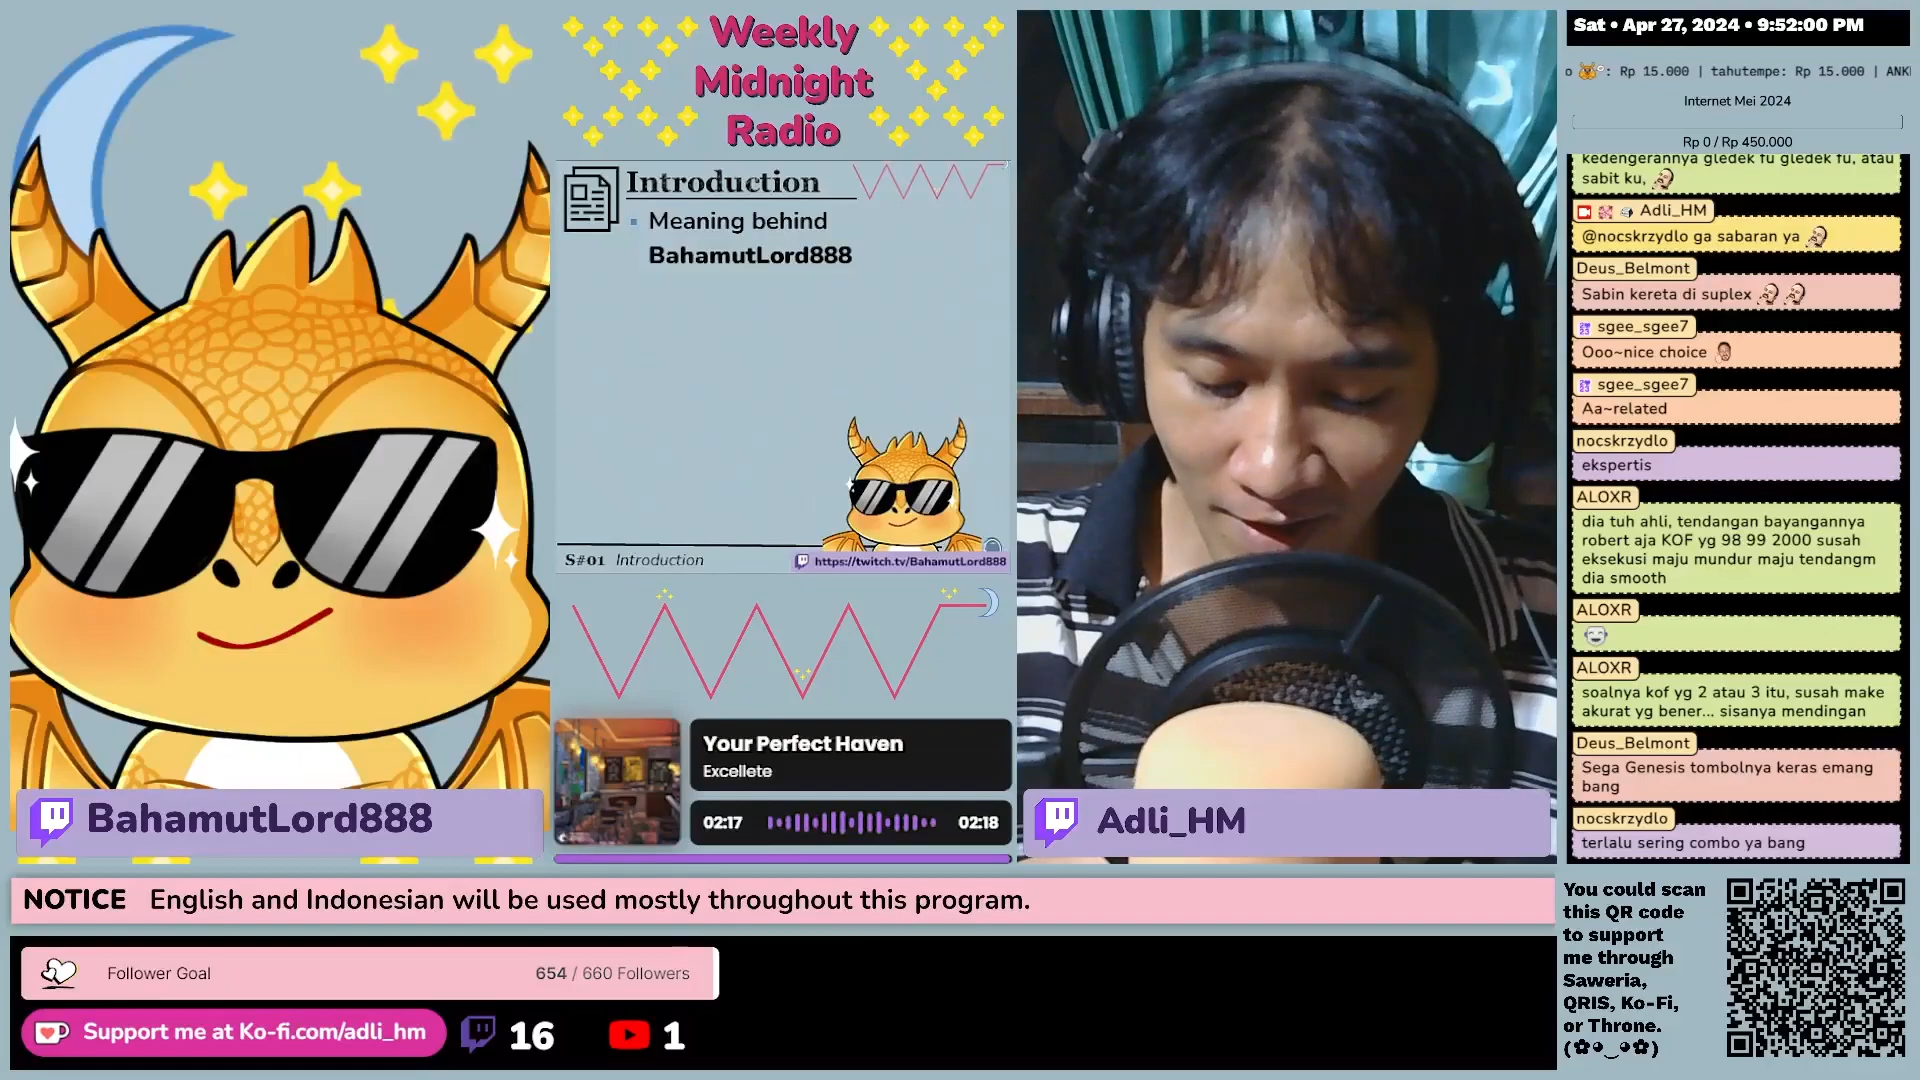 Weekly
Midnight
Radio
Introduction
Meaning behind
BahamutLord888
S#01 Introduction
https://twitch.tv/BahamutLord888
Your Perfect Haven
Excellete
02:17
02:18
BahamutLord888
Adli_HM
Sat • Apr 27, 2024 • 9:52:00 PM
: Rp 15.000 | tahutempe: Rp 15.000 |
Internet Mei 2024
Rp 0 / Rp 450.000
kedengerannya gledek fu gledek fu, atau
sabit ku,
Adli_HM
@nocskrzydlo ga sabaran ya
Deus_Belmont
Sabin kereta di suplex
sgee_sgee7
Ooo~nice choice
sgee_sgee7
Aa~related
nocskrzydlo
ekspertis
ALOXR
dia tuh ahli, tendangan bayangannya
robert aja KOF yg 98 99 2000 susah
eksekusi maju mundur maju tendangm
dia smooth
ALOXR
ALOXR
soalnya kof yg 2 atau 3 itu, susah make
akurat yg bener... sisanya mendingan
Deus_Belmont
Sega Genesis tombolnya keras emang
bang
nocskrzydlo
terlalu sering combo ya bang
NOTICE English and Indonesian will be used mostly throughout this program.
Follower Goal
654 / 660 Followers
Support me at Ko-fi.com/adli_hm
16
1
You could scan
this QR code
to support
me through
Saweria,
QRIS, Ko-Fi,
or Throne.
(✿◕‿◕✿)